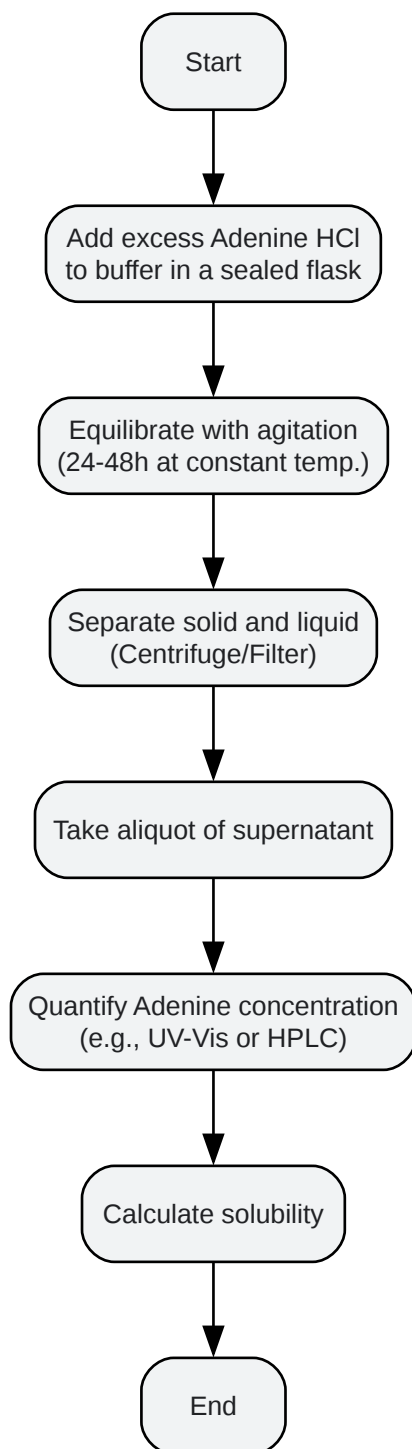 Start
Add excess Adenine HCl
to buffer in a sealed flask
Equilibrate with agitation
(24-48h at constant temp.)
Separate solid and liquid
(Centrifuge/Filter)
Take aliquot of supernatant
Quantify Adenine concentration
(e.g., UV-Vis or HPLC)
Calculate solubility
End